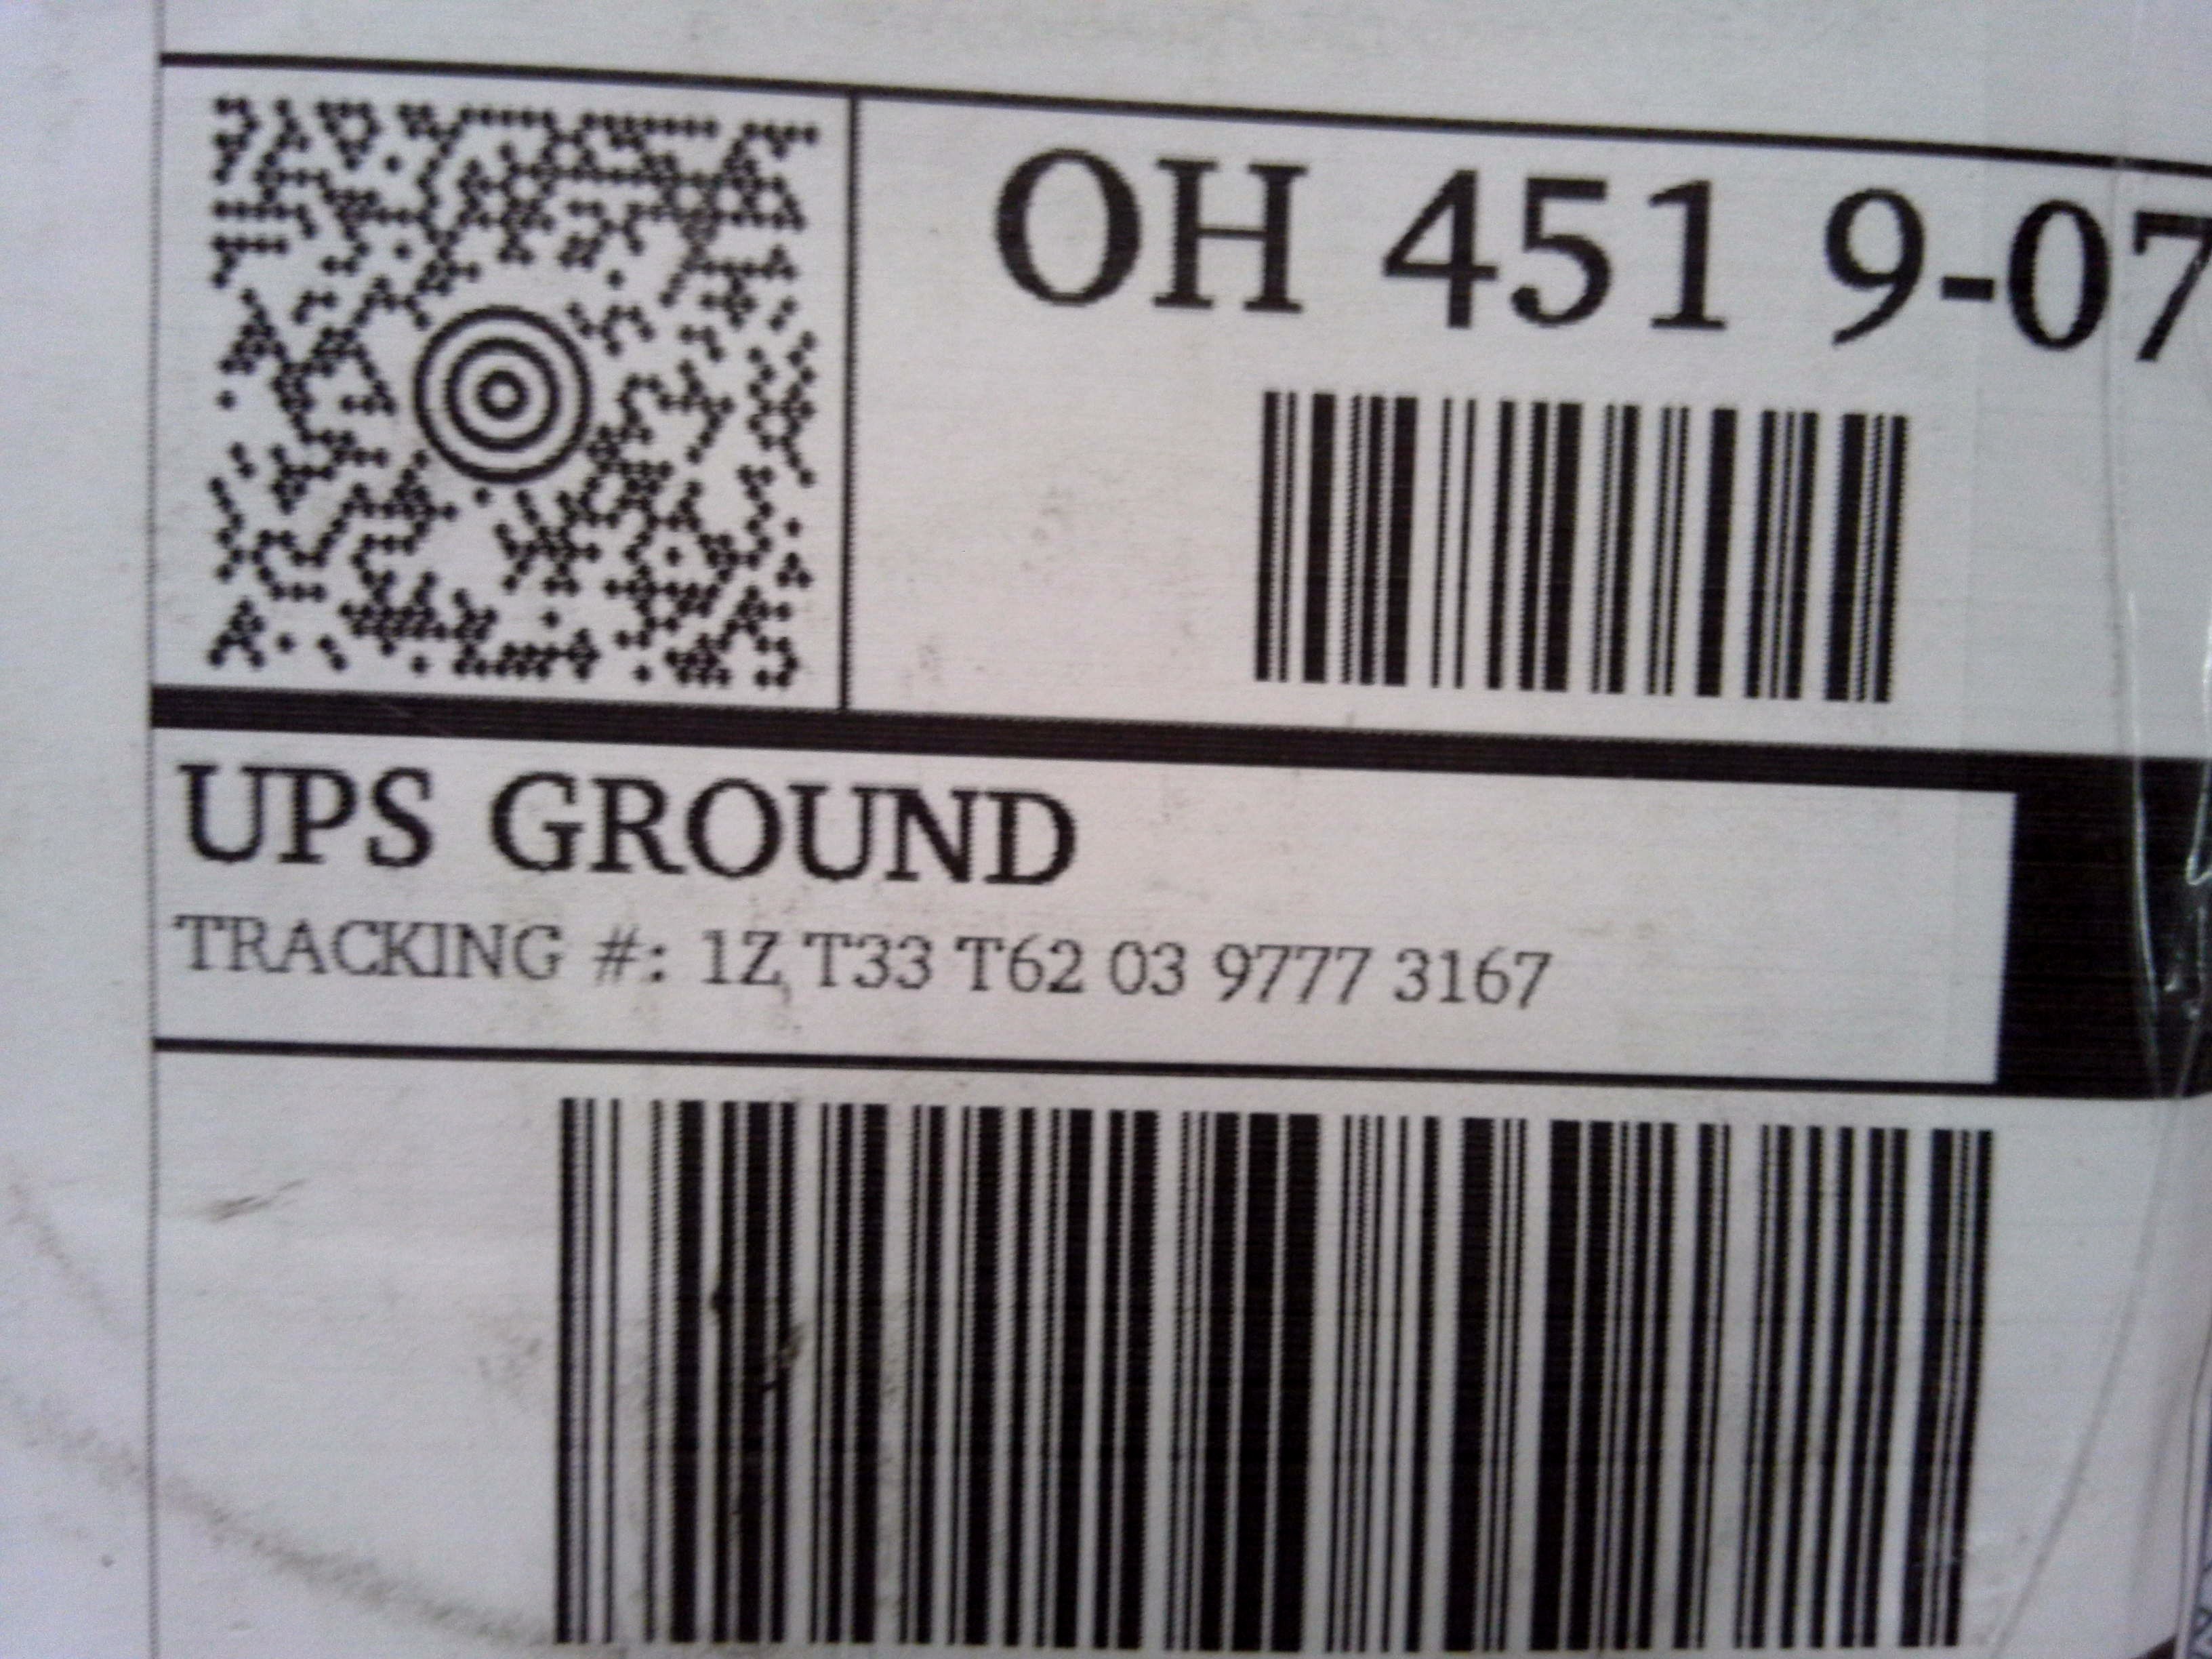 OH 451 9-07
UPS GROUND
TRACKING #: 1Z T33 T62 03 9777 3167